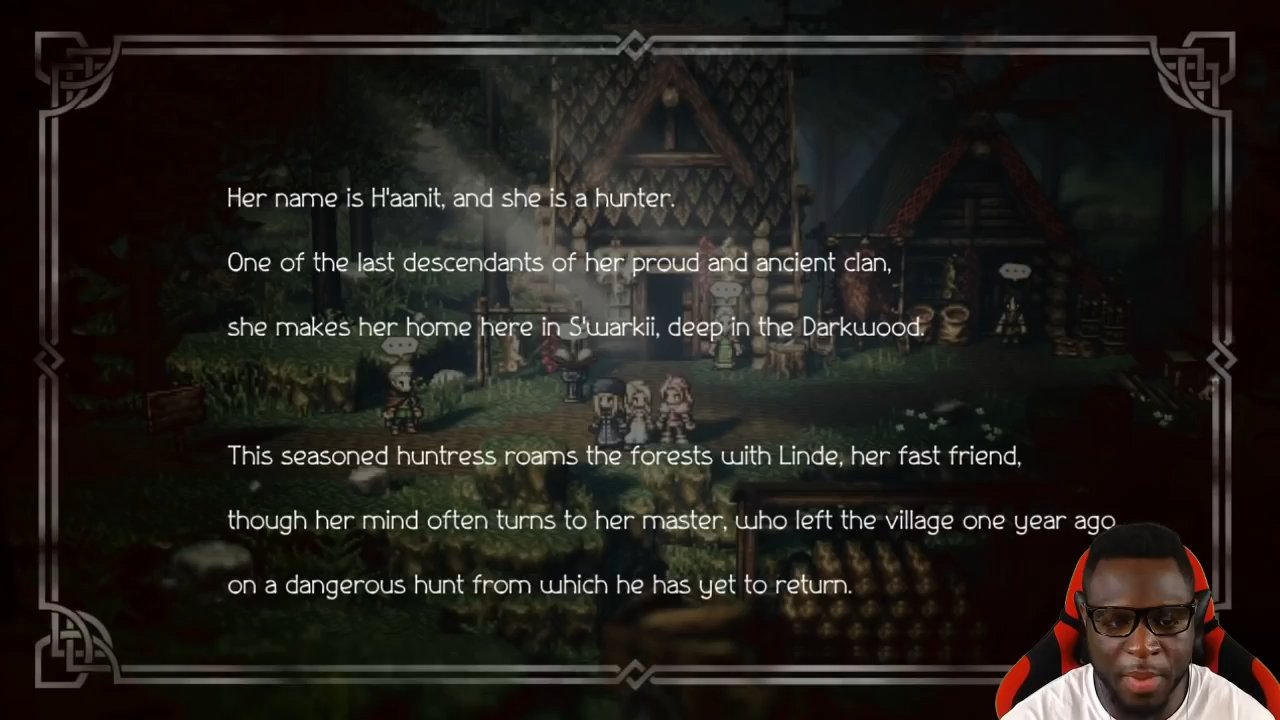 Her name is H'aanit, and she is a hunter.
One of the last descendants of her proud and ancient clan,
she makes her home here in S'warkii, deep in the Darkwood.
This seasoned huntress roams the forests with Linde, her fast friend,
though her mind often turns to her master, who left the village one year ago
on a dangerous hunt from which he has yet to return.